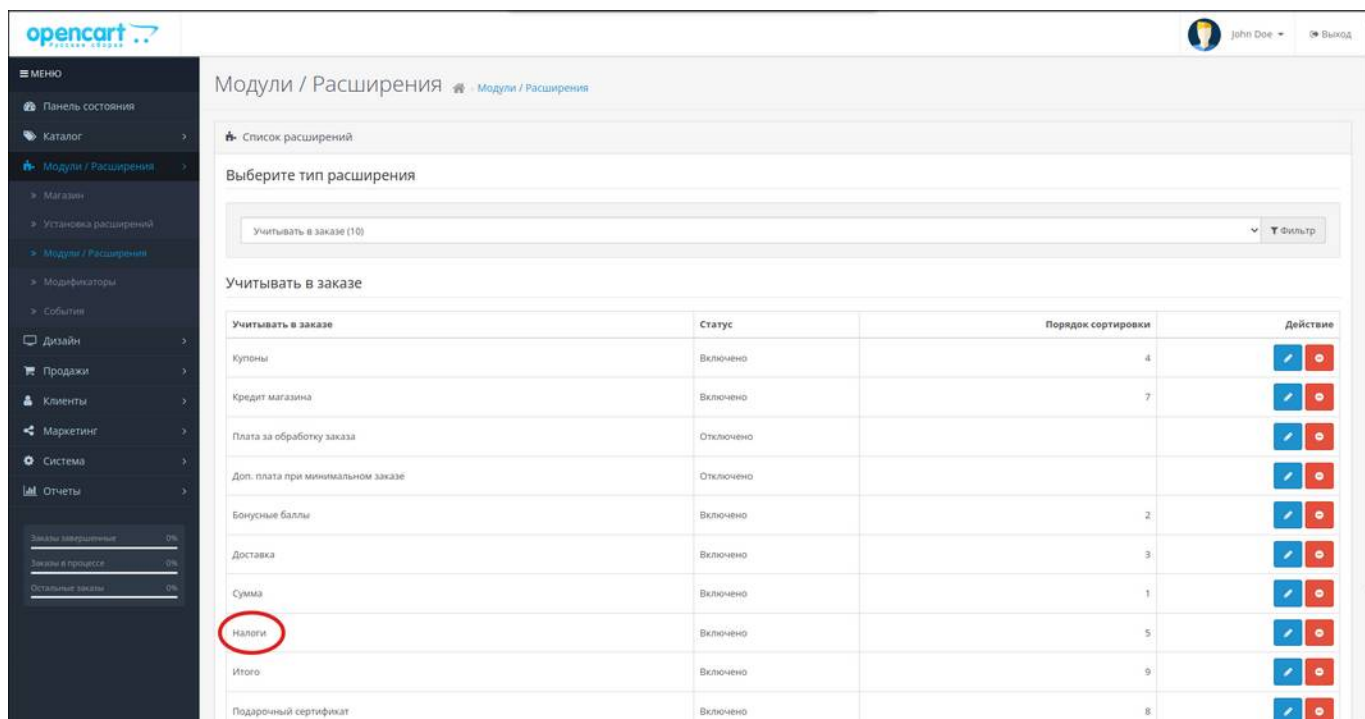 opencart
Русская сборка
John Doe
Выход
МЕНЮ
Панель состояния
Каталог
Модули / Расширения
Магазин
Установка расширений
Модули / Расширения
Модификаторы
События
Дизайн
Продажи
Клиенты
Маркетинг
Система
Отчеты
Заказы завершенные 0%
Заказы в процессе 0%
Остальные заказы 0%
Модули / Расширения Модули / Расширения
Список расширений
Выберите тип расширения
Учитывать в заказе (10) Фильтр
Учитывать в заказе
Учитывать в заказе Статус Порядок сортировки Действие
Купоны Включено 4
Кредит магазина Включено 7
Плата за обработку заказа Отключено
Доп. плата при минимальном заказе Отключено
Бонусные баллы Включено 2
Доставка Включено 3
Сумма Включено 1
Налоги Включено 5
Итого Включено 9
Подарочный сертификат Включено 8